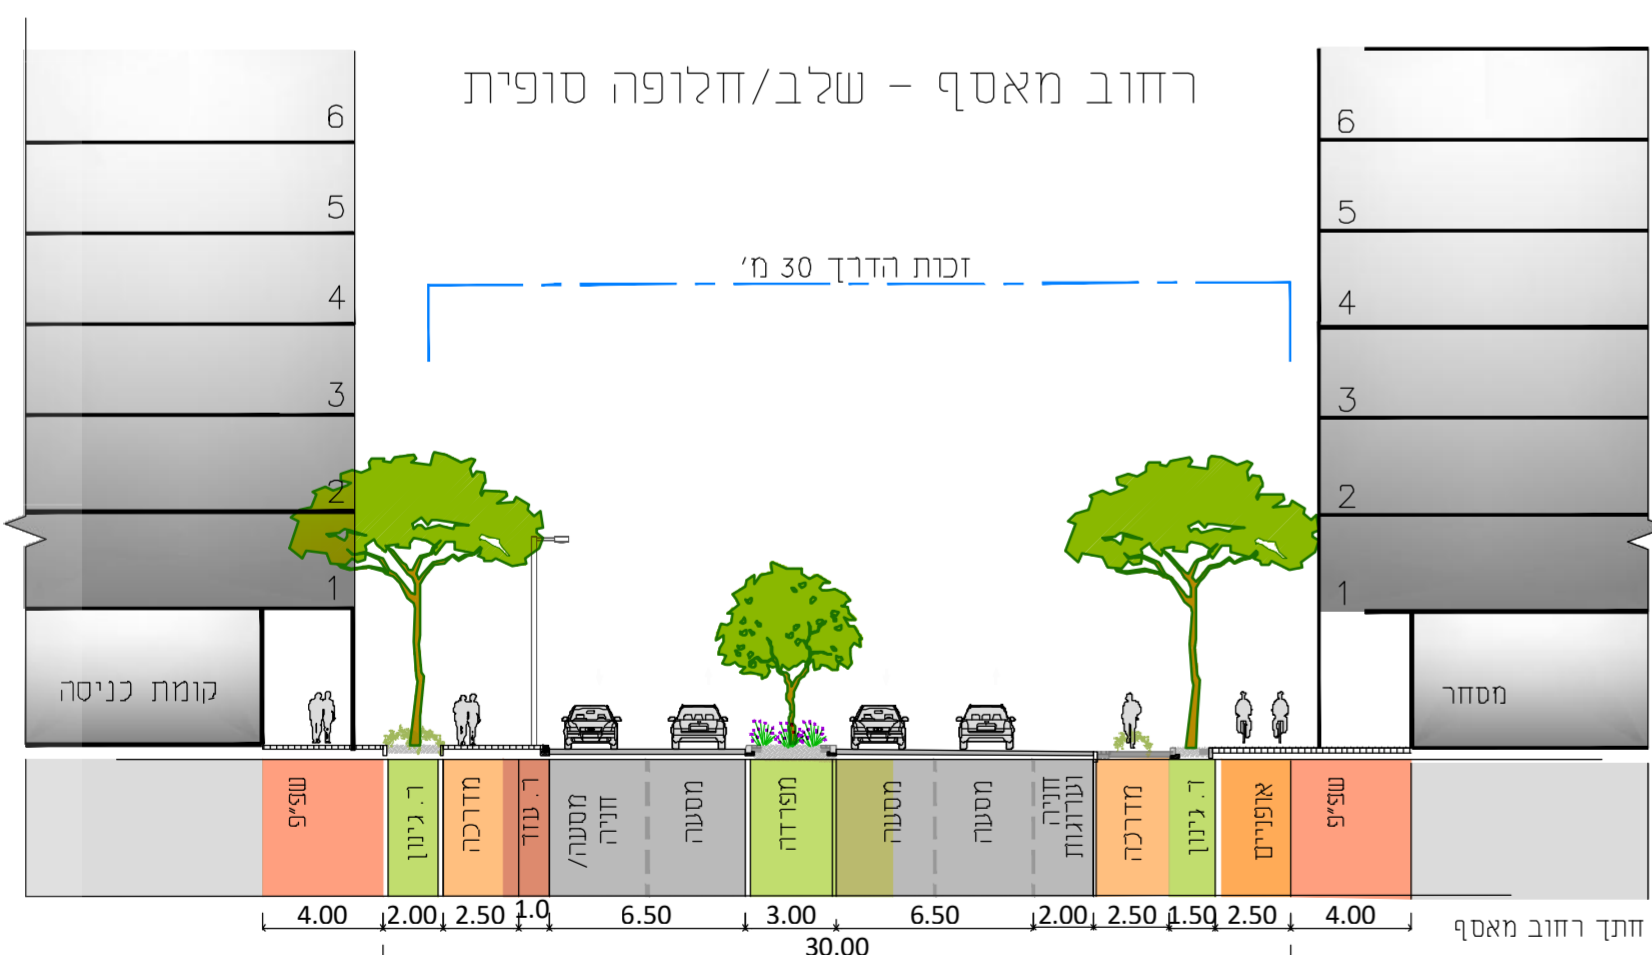 רחוב מאסף - שלב/חלופה סופית
זכות הדרך 30 מ'
6
5
4
3
2
1
6
5
4
3
2
1
קומת כניסה
מסחר
שפ״פ
ר. גינון
מדרכה
ר. עזר
מסעה/
חניה
מסעה
מפרדה
מסעה
מסעה
חניה
וערוגות
מדרכה
ר. גינון
אופניים
שפ״פ
4.00 2.00 2.50 1.0 6.50 3.00 6.50 2.00 2.50 1.50 2.50 4.00
30.00
חתך רחוב מאסף